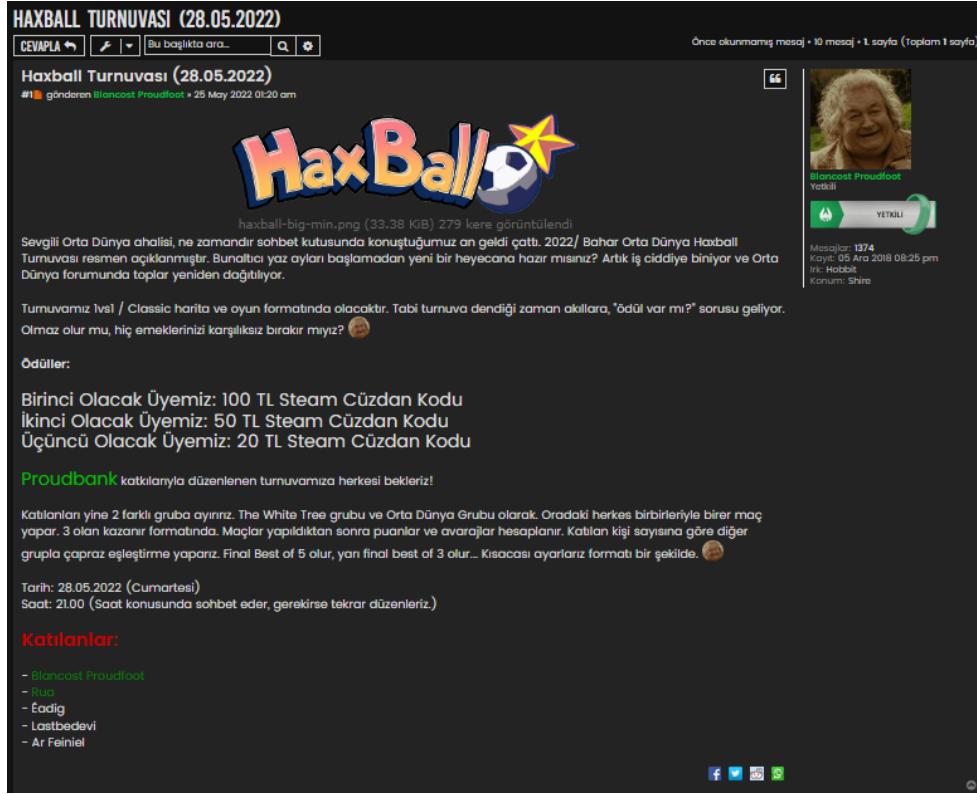 HAXBALL TURNUVASI (28.05.2022)
CEVAPLA
Bu başlıkta ara...
Önce okunmamış mesaj • 10 mesaj • 1. sayfa (Toplam 1 sayfa)
Haxball Turnuvası (28.05.2022)
#1 gönderen Blancost Proudfoot » 25 May 2022 01:20 am
HaxBall
haxball-big-min.png (33.38 KiB) 279 kere görüntülendi
Sevgili Orta Dünya ahalisi, ne zamandır sohbet kutusunda konuştuğumuz an geldi çattı. 2022/ Bahar Orta Dünya Haxball
Turnuvası resmen açıklanmıştır. Bunaltıcı yaz ayları başlamadan yeni bir heyecana hazır mısınız? Artık iş ciddiye biniyor ve Orta
Dünya forumunda toplar yeniden dağıtılıyor.
Turnuvamız 1vs1 / Classic harita ve oyun formatında olacaktır. Tabi turnuva dendiği zaman akıllara, "ödül var mı?" sorusu geliyor.
Olmaz olur mu, hiç emeklerinizi karşılıksız bırakır mıyız?
Ödüller:
Birinci Olacak Üyemiz: 100 TL Steam Cüzdan Kodu
İkinci Olacak Üyemiz: 50 TL Steam Cüzdan Kodu
Üçüncü Olacak Üyemiz: 20 TL Steam Cüzdan Kodu
Proudbank katkılarıyla düzenlenen turnuvamıza herkesi bekleriz!
Katılanları yine 2 farklı gruba ayırırız. The White Tree grubu ve Orta Dünya Grubu olarak. Oradaki herkes birbirleriyle birer maç
yapar. 3 olan kazanır formatında. Maçlar yapıldıktan sonra puanlar ve avarajlar hesaplanır. Katılan kişi sayısına göre diğer
grupla çapraz eşleştirme yaparız. Final Best of 5 olur, yarı final best of 3 olur... Kısacası ayarlarız formatı bir şekilde.
Tarih: 28.05.2022 (Cumartesi)
Saat: 21.00 (Saat konusunda sohbet eder, gerekirse tekrar düzenleriz.)
Katılanlar:
- Blancost Proudfoot
- Rua
- Éadig
- Lastbedevi
- Ar Feiniel
Blancost Proudfoot
Yetkili
YETKILI
Mesajlar: 1374
Kayıt: 05 Ara 2018 08:25 pm
Irk: Hobbit
Konum: Shire